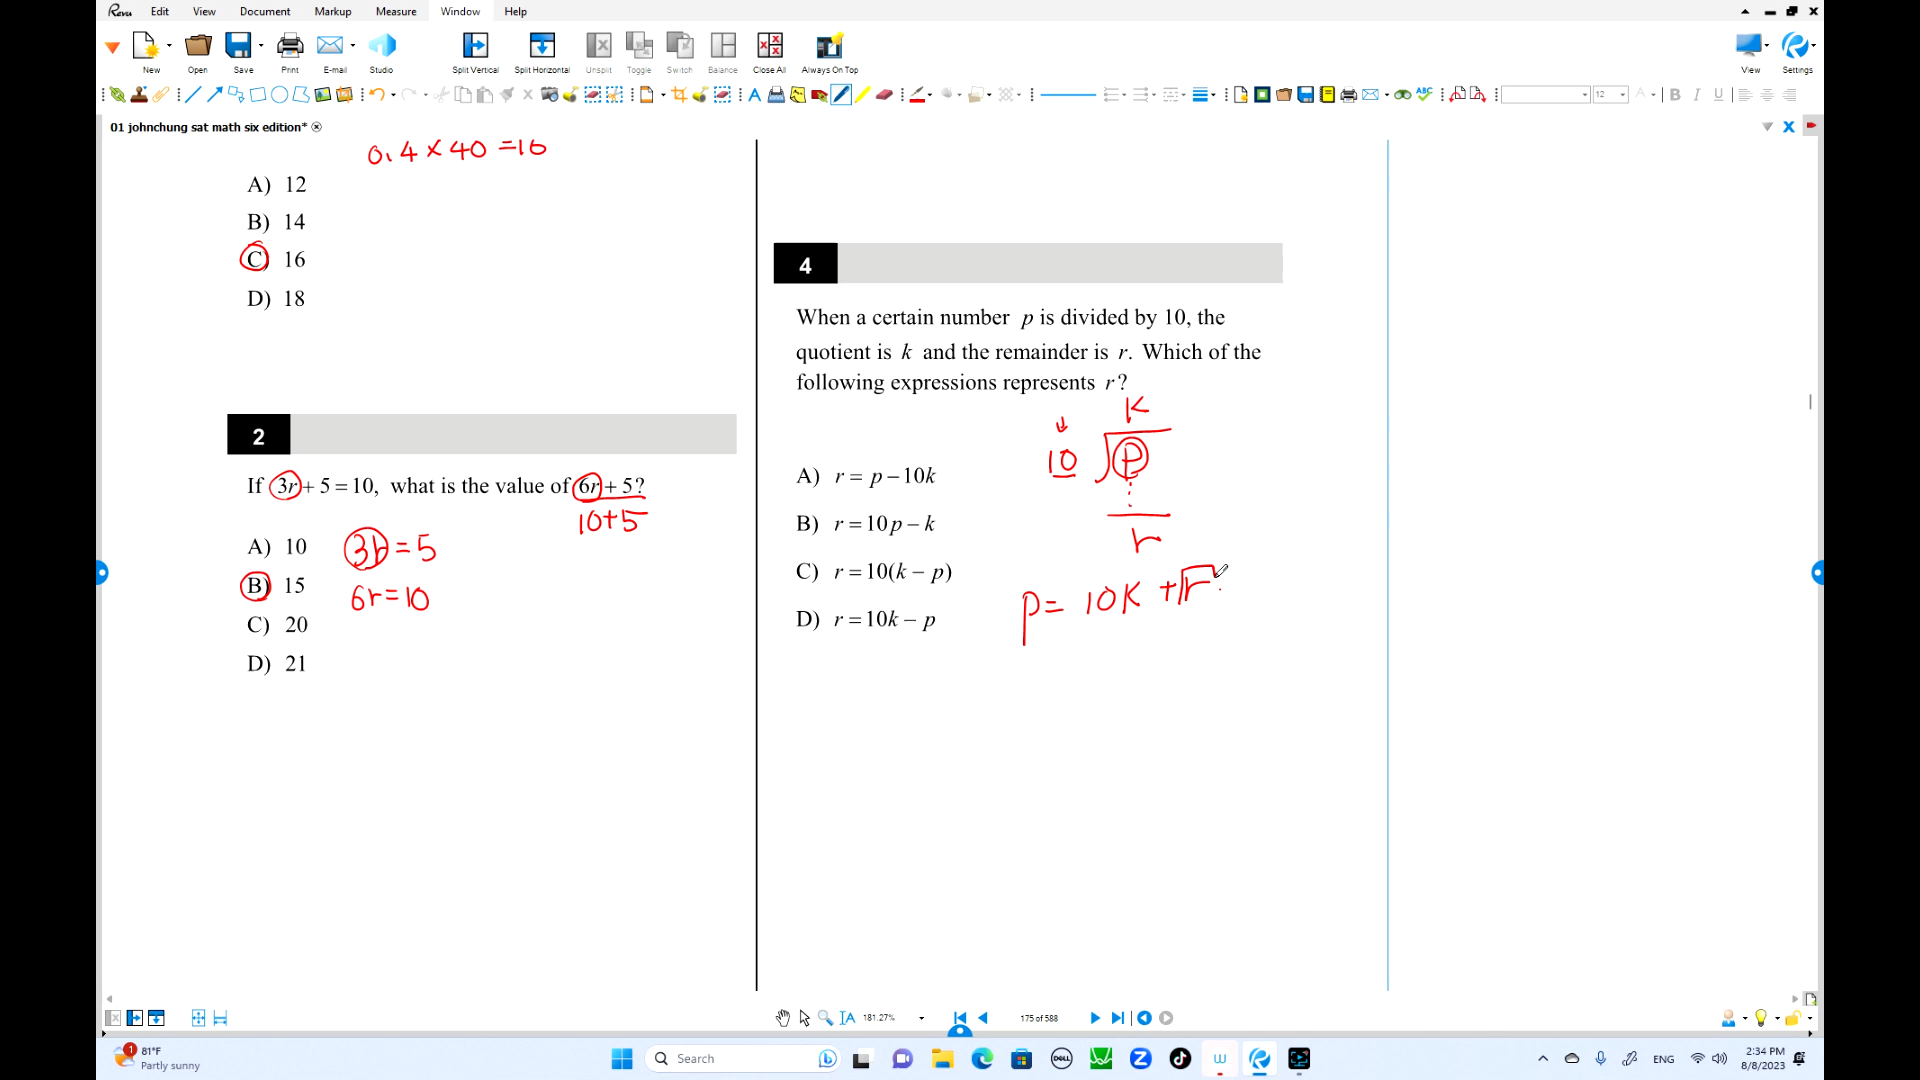 Revu Edit View Document Markup Measure Window Help
New Open Save Print E-mail Studio Split Vertical Split Horizontal Unsplit Toggle Switch Balance Close All Always On Top View Settings
12
01 johnchung sat math six edition*
0.4 × 40 = 16
A) 12
B) 14
C) 16
D) 18
2
If 3r + 5 = 10, what is the value of 6r + 5?
10+5
A) 10
3r = 5
B) 15
6r = 10
C) 20
D) 21
4
When a certain number p is divided by 10, the
quotient is k and the remainder is r. Which of the
following expressions represents r?
K
10 P
A) r = p − 10k
B) r = 10p − k
r
C) r = 10(k − p)
p = 10K + r
D) r = 10k − p
181.27%
175 of 588
1
81°F
Partly sunny
Search
DELL
ENG
2:34 PM
8/8/2023